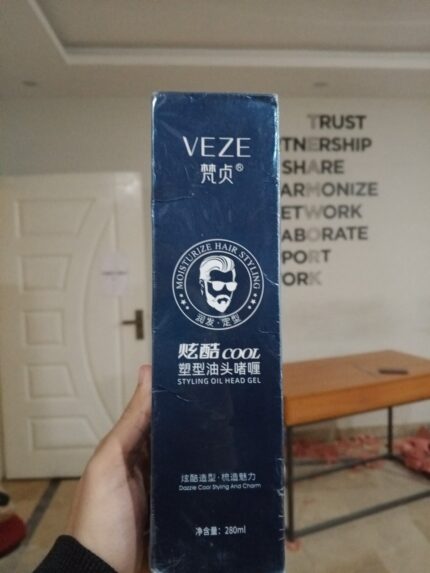 VEZE
梵贞®
MOISTURIZE HAIR STYLING
润发·定型
炫酷COOL
塑型油头啫喱
STYLING OIL HEAD GEL
炫酷造型·梳造魅力
Dazzle Cool Styling And Charm
净含量：280ml
TRUST
TNERSHIP
SHARE
ARMONIZE
ETWORK
ABORATE
PORT
ORK